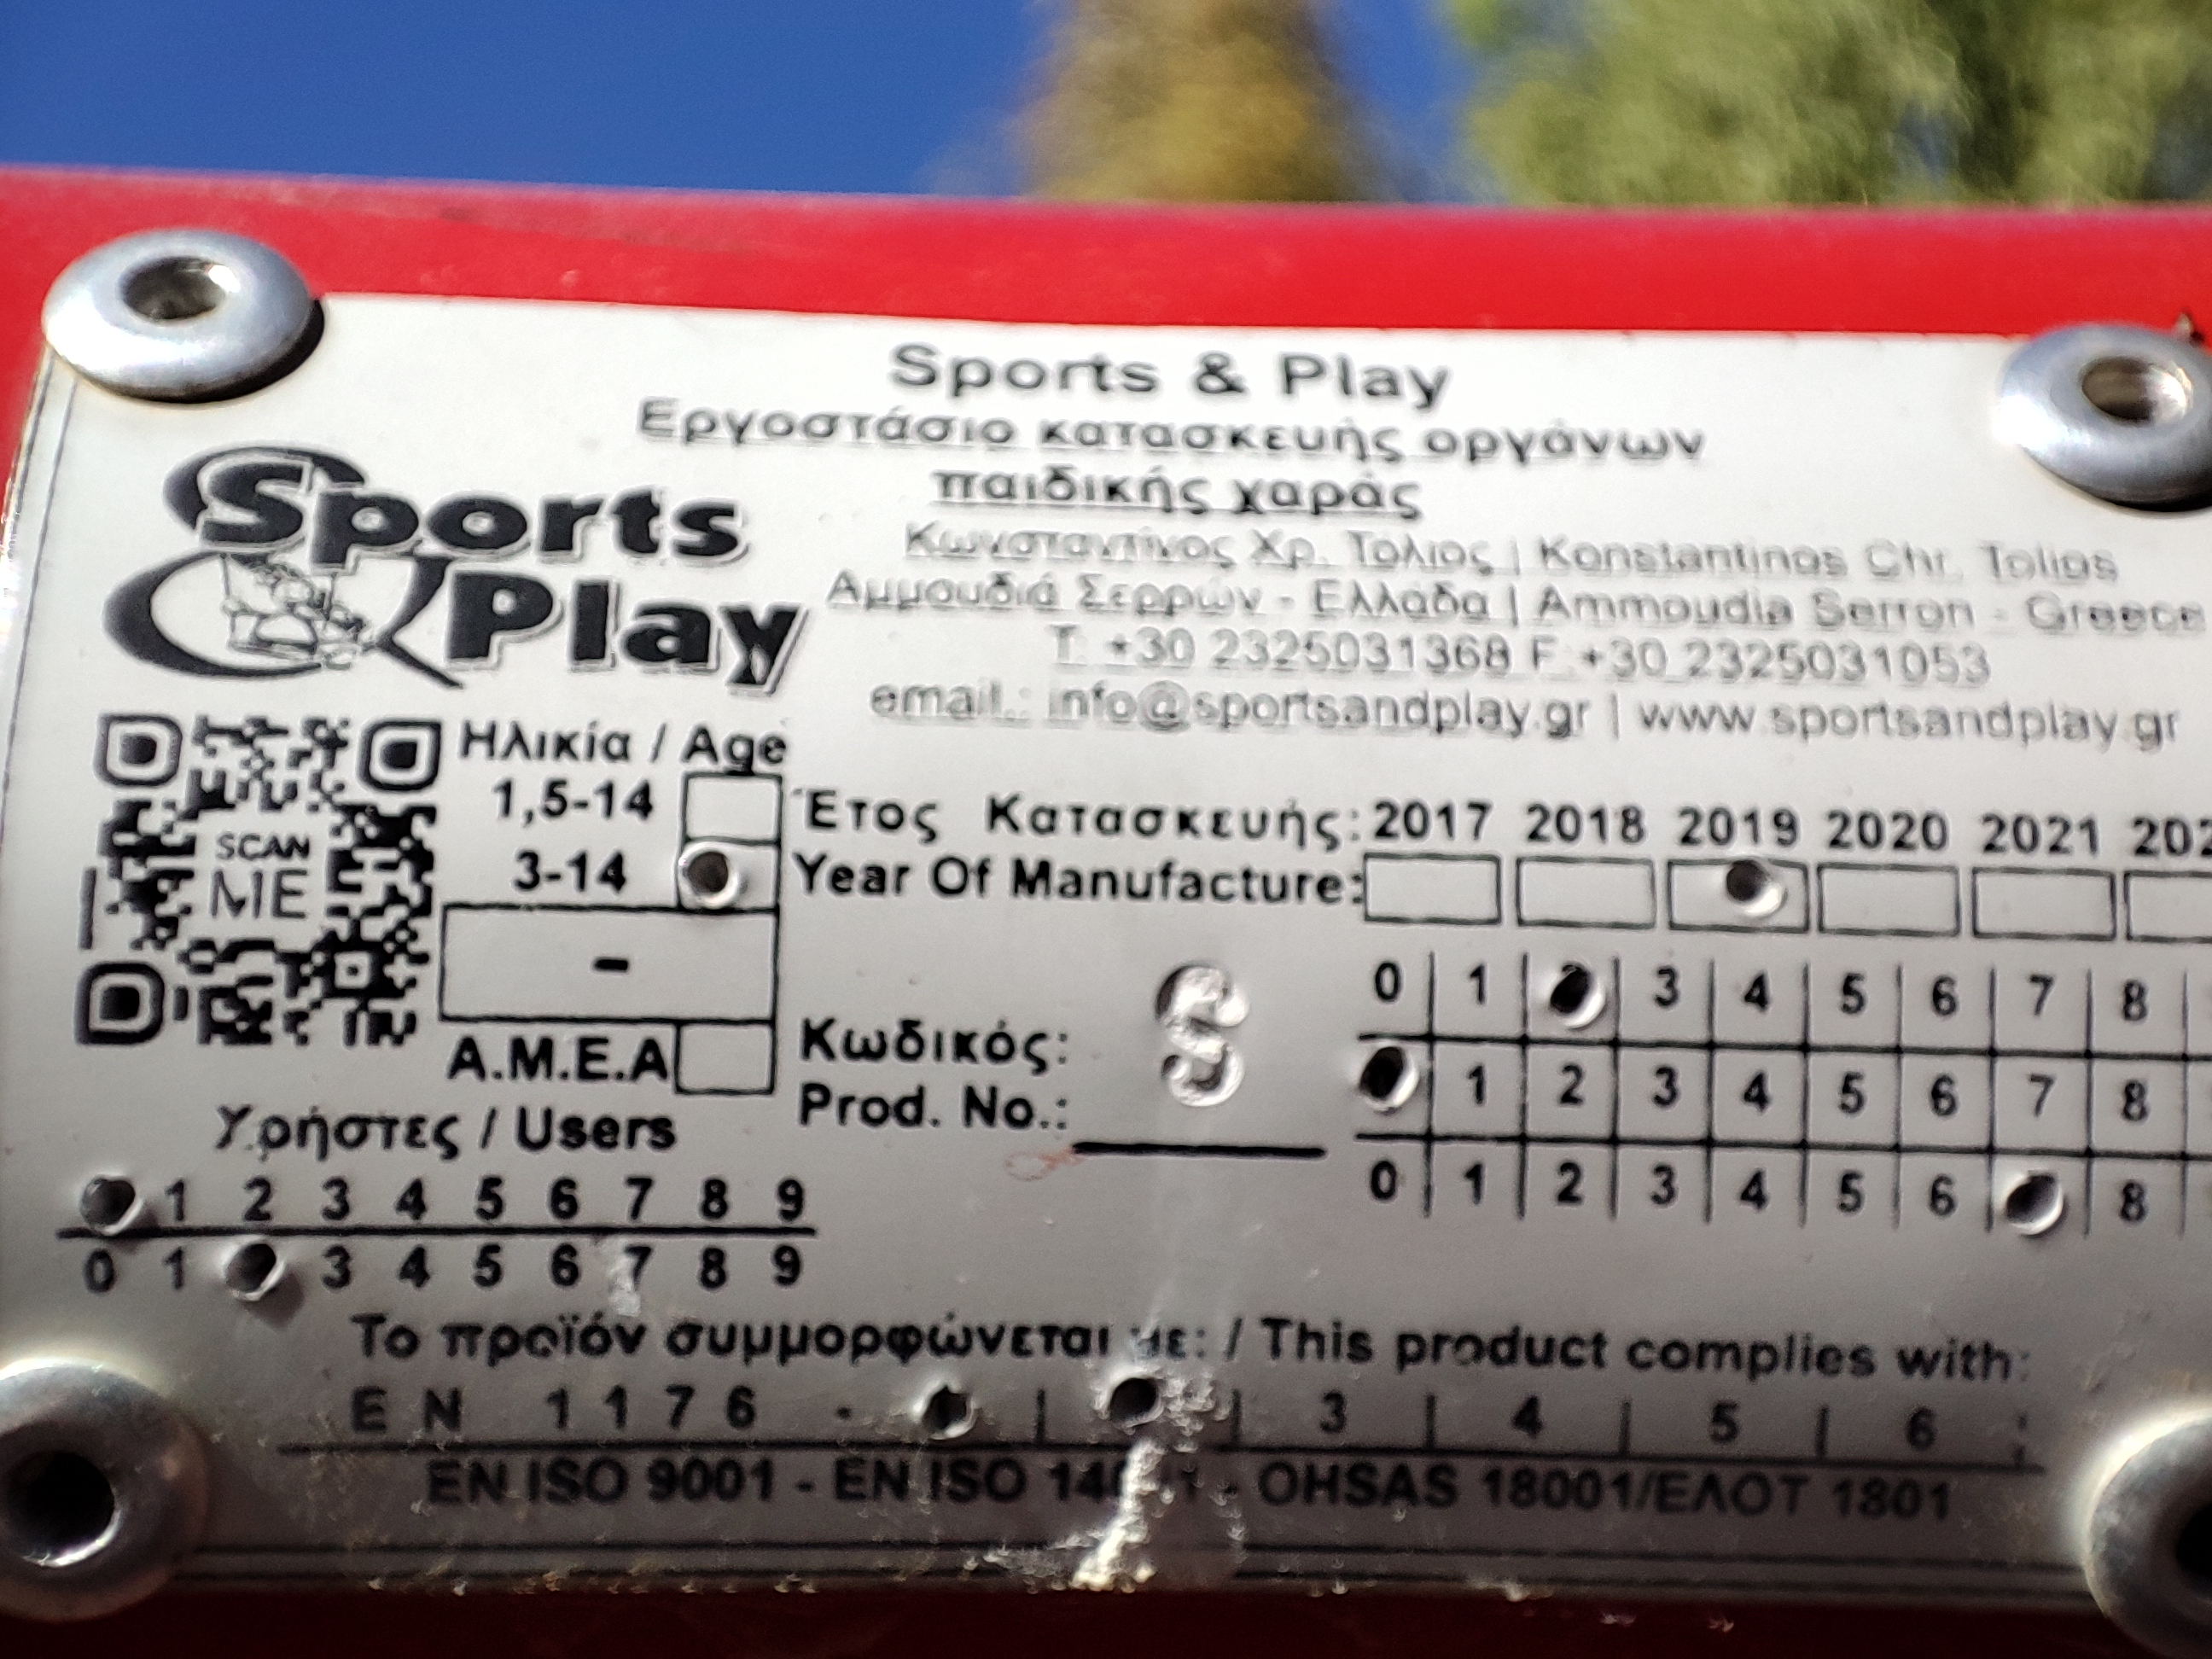 Sports & Play
Εργοστάσιο κατασκευής οργάνων
παιδικής χαράς
Κωνσταντίνος Χρ. Τολιος | Konstantinos Chr. Tolios
Αμμουδιά Σερρών - Ελλάδα | Ammoudia Serron - Greece
T: +30 2325031368 F: +30 2325031053
email.: info@sportsandplay.gr | www.sportsandplay.gr
Sports
& Play
SCAN
ME
Ηλικία / Age
1,5-14
3-14
-
Α.Μ.Ε.Α
Έτος Κατασκευής: 2017 2018 2019 2020 2021
Year Of Manufacture:
Κωδικός:
Prod. No.:
S
0 1 3 4 5 6 7 8
1 2 3 4 5 6 7 8
0 1 2 3 4 5 6 8
Χρήστες / Users
1 2 3 4 5 6 7 8 9
0 1 3 4 5 6 7 8 9
Το προϊόν συμμορφώνεται με: / This product complies with:
EN 1176 - | | 3 | 4 | 5 | 6
EN ISO 9001 - EN ISO - OHSAS 18001/ΕΛΟΤ 1801